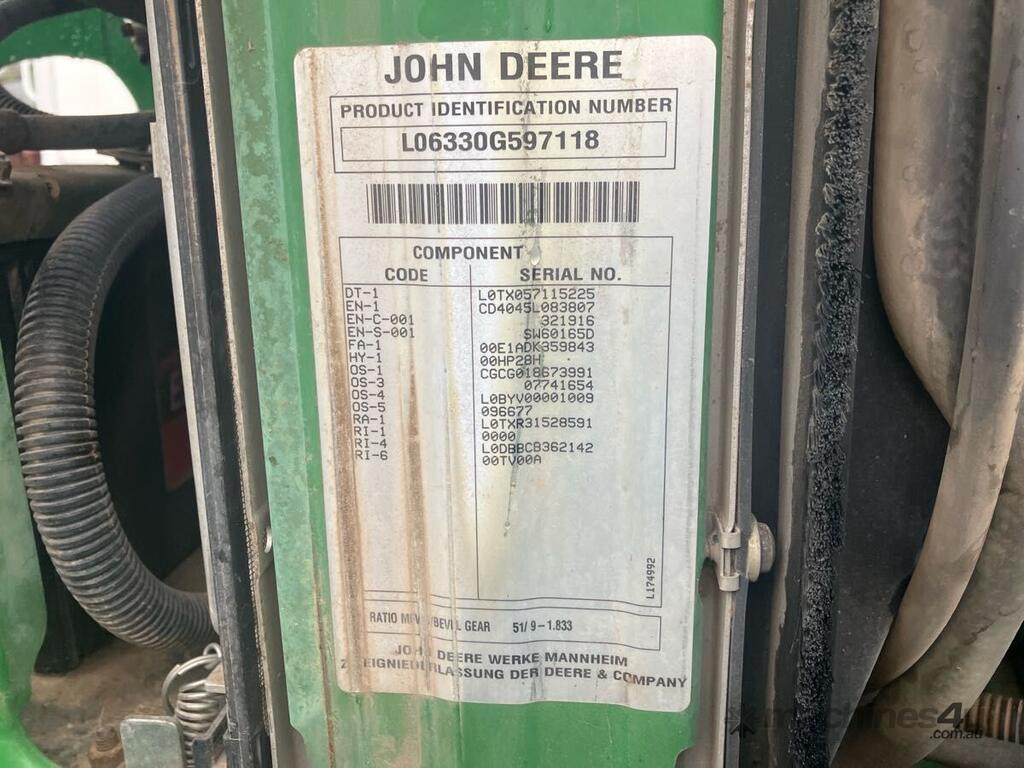 JOHN DEERE
PRODUCT IDENTIFICATION NUMBER
L06330G597118
COMPONENT
CODE SERIAL NO.
DT-1 L0TX057115225
EN-1 CD4045L083807
EN-C-001 321916
EN-S-001 SW60165D
FA-1 00E1ADK359843
HY-1 00HP28H
OS-1 CGCG018673991
OS-3 07741654
OS-4 L0BYV00001009
OS-5 096677
RA-1 L0TXR31528591
RI-1 0000
RI-4 L0DBBCB362142
RI-6 00TV00A
L174992
RATIO GEAR 51/ 9-1.833
JOHN DEERE WERKE MANNHEIM
ZWEIGNIEDERLASSUNG DER DEERE & COMPANY
machines4u
.com.au